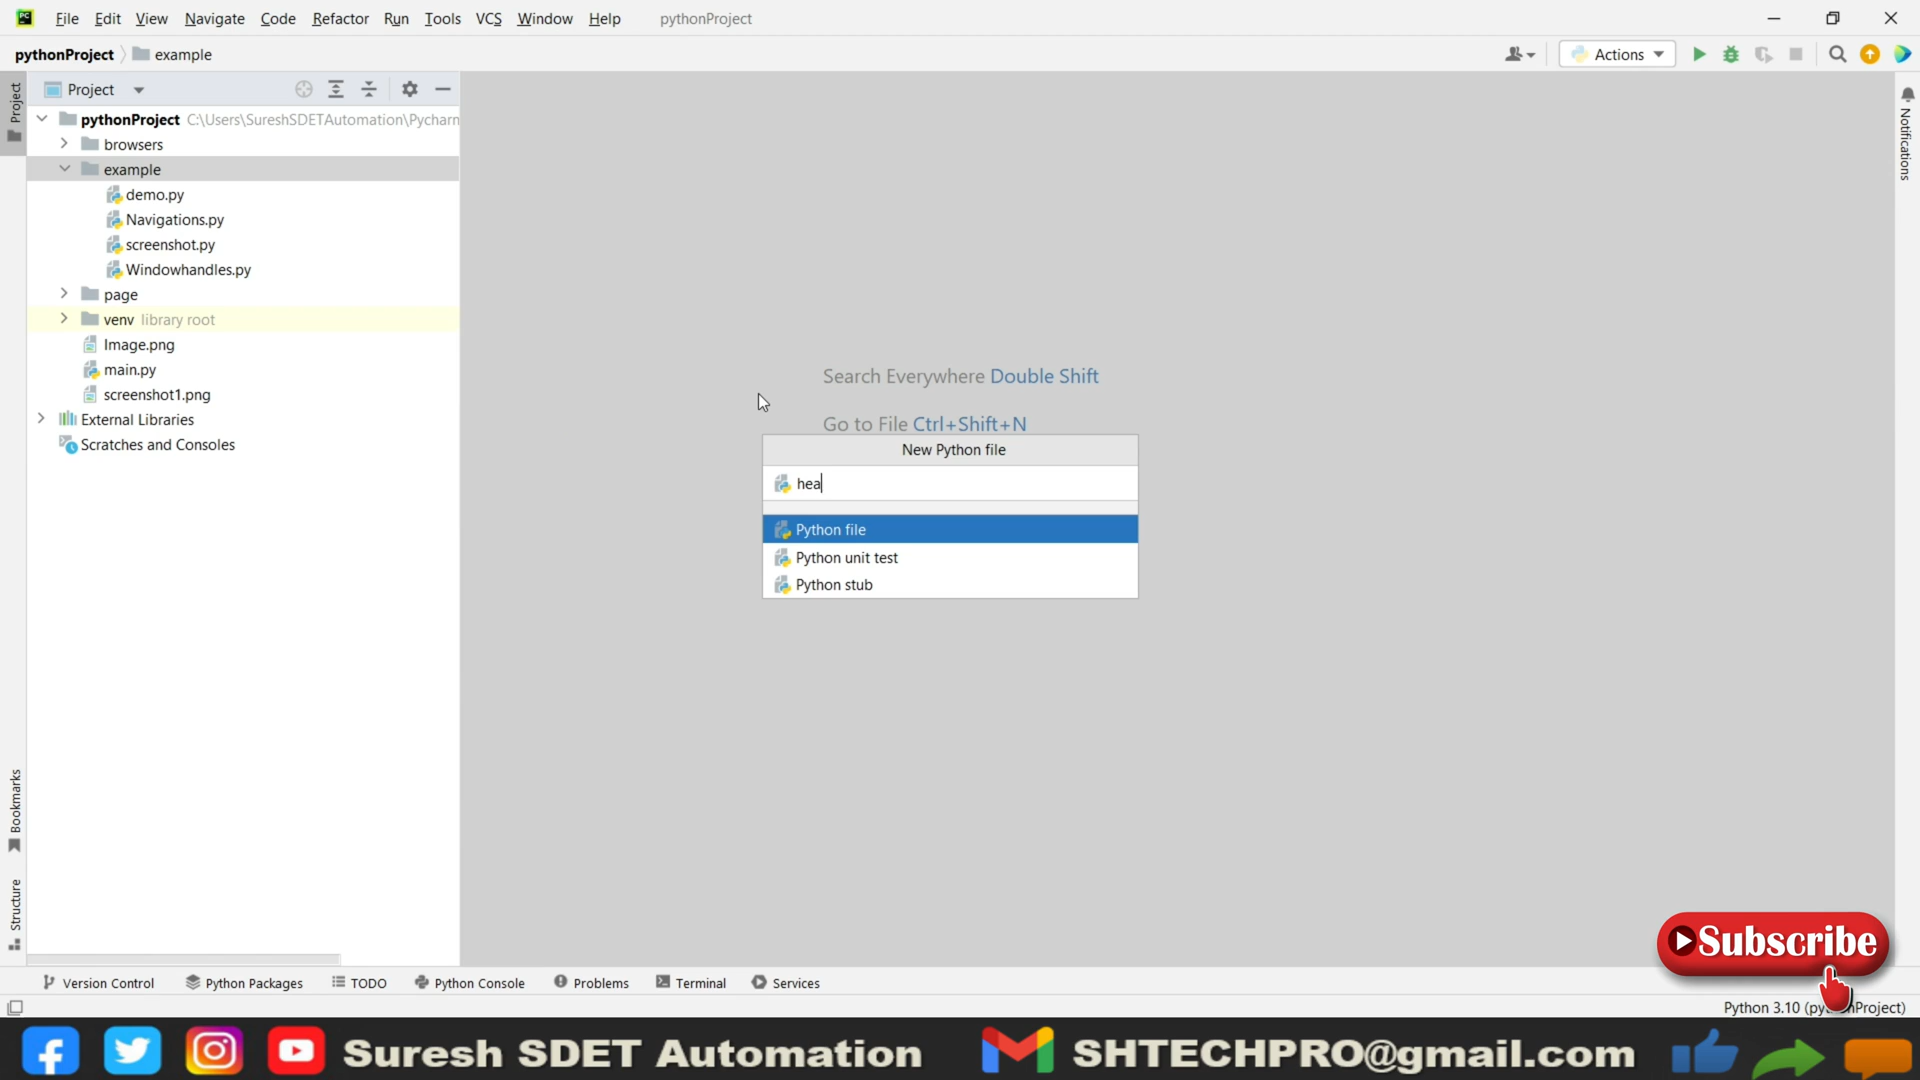 PC
File Edit View Navigate Code Refactor Run Tools VCS Window Help pythonProject
pythonProject example Actions
Project
Project
pythonProject C:\Users\SureshSDETAutomation\Pycharm
browsers
example
demo.py
Navigations.py
screenshot.py
Windowhandles.py
page
venv library root
Image.png
main.py
screenshot1.png
External Libraries
Scratches and Consoles
Search Everywhere Double Shift
Go to File Ctrl+Shift+N
New Python file
hea
Python file
Python unit test
Python stub
Notifications
Bookmarks
Structure
Subscribe
Version Control Python Packages TODO Python Console Problems Terminal Services
Python 3.10 (py Project)
Suresh SDET Automation SHTECHPRO@gmail.com